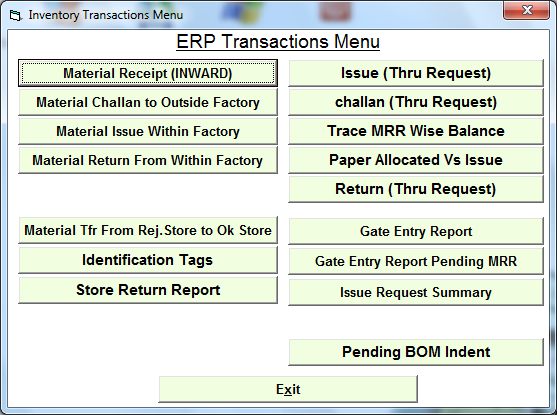 Inventory Transactions Menu
ERP Transactions Menu
Material Receipt (INWARD)
Material Challan to Outside Factory
Material Issue Within Factory
Material Return From Within Factory
Material Tfr From Rej.Store to Ok Store
Identification Tags
Store Return Report
Issue (Thru Request)
challan (Thru Request)
Trace MRR Wise Balance
Paper Allocated Vs Issue
Return (Thru Request)
Gate Entry Report
Gate Entry Report Pending MRR
Issue Request Summary
Pending BOM Indent
Exit